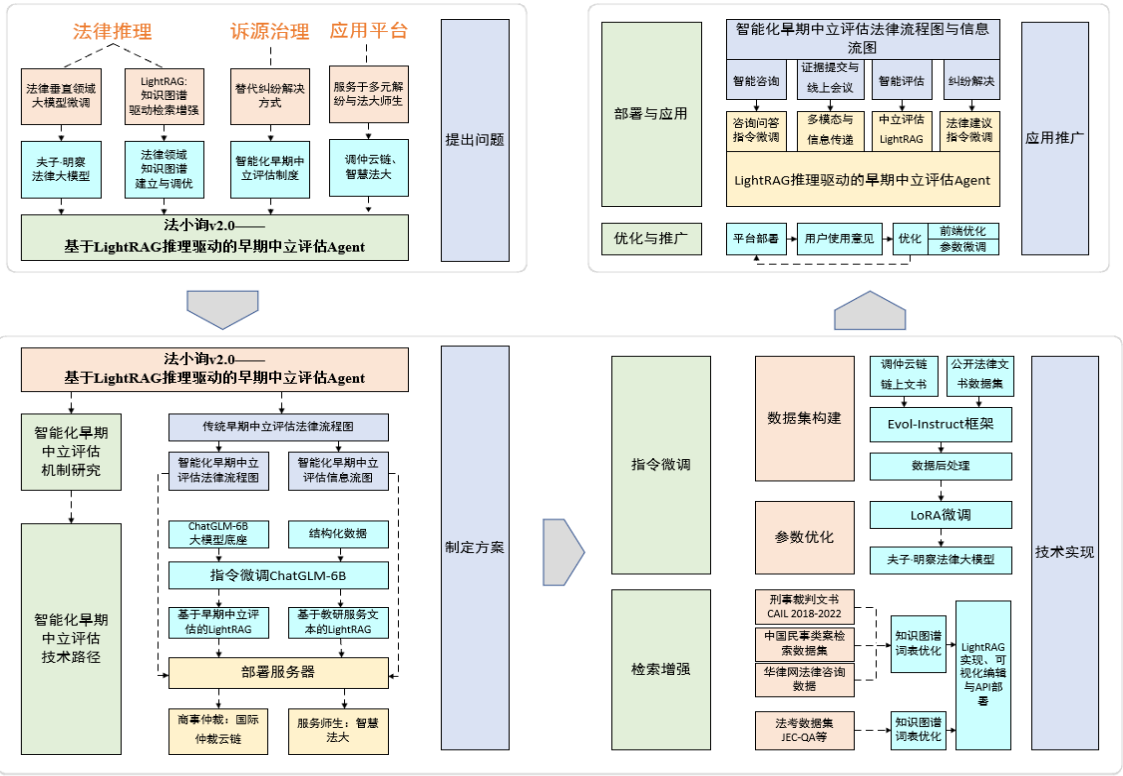 法律推理
诉源治理
应用平台
法律垂直领域
大模型微调
LightRAG:
知识图谱
驱动检索增强
替代纠纷解决
方式
服务于多元解
纷与法大师生
夫子·明察
法律大模型
法律领域
知识图谱
建立与调优
智能化早期中
立评估制度
调仲云链、
智慧法大
法小询v2.0——
基于LightRAG推理驱动的早期中立评估Agent
提出问题
部署与应用
智能化早期中立评估法律流程图与信息
流图
智能咨询
证据提交与
线上会议
智能评估
纠纷解决
咨询问答
指令微调
多模态与
信息传递
中立评估
LightRAG
法律建议
指令微调
LightRAG推理驱动的早期中立评估Agent
优化与推广
平台部署
用户使用意见
优化
前端优化
参数微调
应用推广
法小询v2.0——
基于LightRAG推理驱动的早期中立评估Agent
智能化早期
中立评估
机制研究
传统早期中立评估法律流程图
智能化早期中立
评估法律流程图
智能化早期中立
评估信息流图
智能化早期
中立评估
技术路径
ChatGLM-6B
大模型底座
结构化数据
指令微调ChatGLM-6B
基于早期中立评
估的LightRAG
基于教研服务文
本的LightRAG
部署服务器
商事仲裁：国际
仲裁云链
服务师生：智慧
法大
制定方案
指令微调
数据集构建
调仲云链
链上文书
公开法律文
书数据集
Evol-Instruct框架
数据后处理
参数优化
LoRA微调
夫子·明察法律大模型
检索增强
刑事裁判文书
CAIL 2018-2022
中国民事类案检
索数据集
华律网法律咨询
数据
知识图谱
词表优化
法考数据集
JEC-QA等
知识图谱
词表优化
LightRAG
实现、可
视化编辑
与API部
署
技术实现